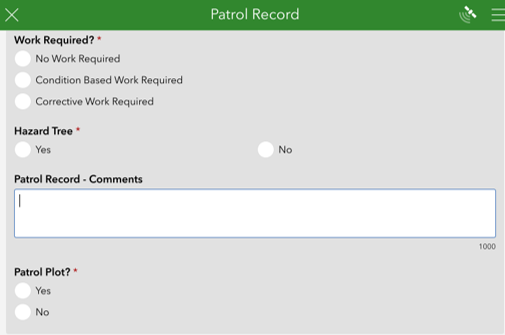 Patrol Record
Work Required? *
No Work Required
Condition Based Work Required
Corrective Work Required
Hazard Tree *
Yes No
Patrol Record - Comments
1000
Patrol Plot? *
Yes
No